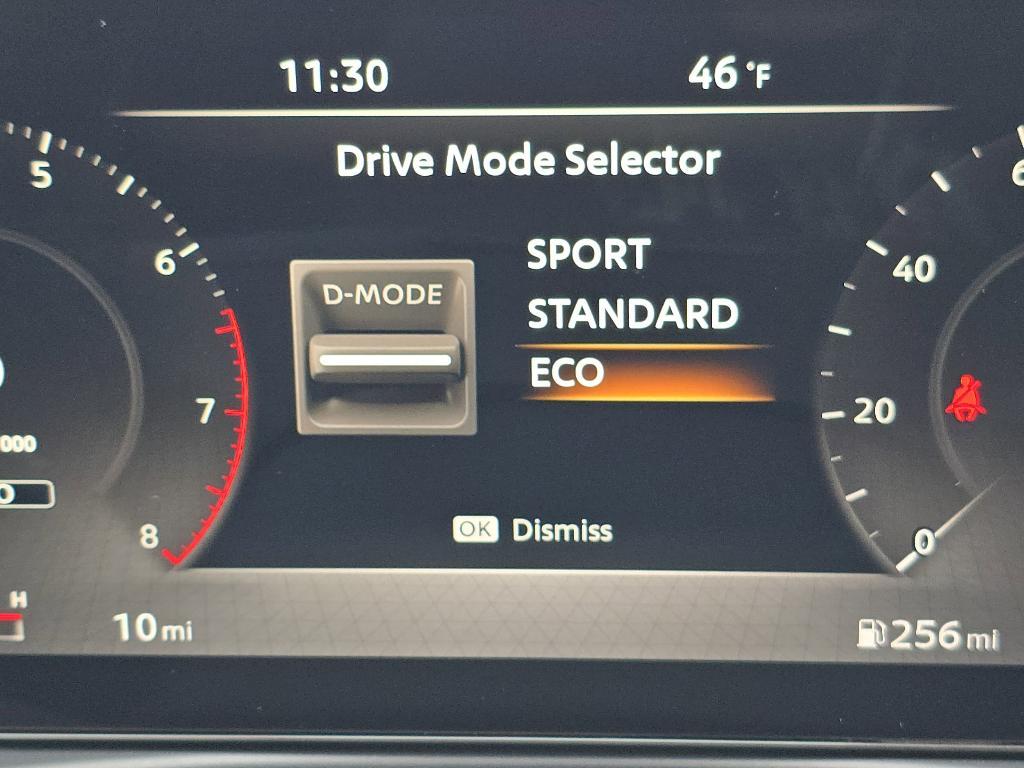 11:30 46 °F
Drive Mode Selector
5
6
7
8
D-MODE
SPORT
STANDARD
ECO
40
20
0
000
OK Dismiss
H
10 mi
256 mi